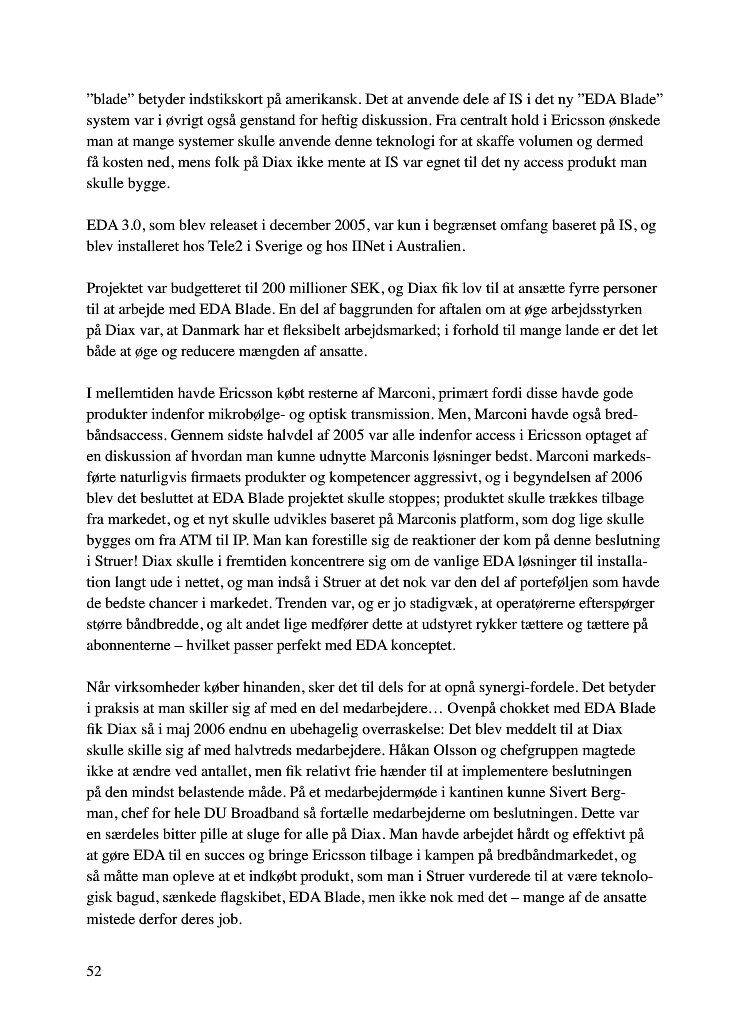 ”blade” betyder indstikskort på amerikansk. Det at anvende dele af IS i det ny ”EDA Blade”
system var i øvrigt også genstand for heftig diskussion. Fra centralt hold i Ericsson ønskede
man at mange systemer skulle anvende denne teknologi for at skaffe volumen og dermed
få kosten ned, mens folk på Diax ikke mente at IS var egnet til det ny access produkt man
skulle bygge.
EDA 3.0, som blev releaset i december 2005, var kun i begrænset omfang baseret på IS, og
blev installeret hos Tele2 i Sverige og hos IINet i Australien.
Projektet var budgetteret til 200 millioner SEK, og Diax fik lov til at ansætte fyrre personer
til at arbejde med EDA Blade. En del af baggrunden for aftalen om at øge arbejdsstyrken
på Diax var, at Danmark har et fleksibelt arbejdsmarked; i forhold til mange lande er det let
både at øge og reducere mængden af ansatte.
I mellemtiden havde Ericsson købt resterne af Marconi, primært fordi disse havde gode
produkter indenfor mikrobølge- og optisk transmission. Men, Marconi havde også bred-
båndsaccess. Gennem sidste halvdel af 2005 var alle indenfor access i Ericsson optaget af
en diskussion af hvordan man kunne udnytte Marconis løsninger bedst. Marconi markeds-
førte naturligvis firmaets produkter og kompetencer aggressivt, og i begyndelsen af 2006
blev det besluttet at EDA Blade projektet skulle stoppes; produktet skulle trækkes tilbage
fra markedet, og et nyt skulle udvikles baseret på Marconis platform, som dog lige skulle
bygges om fra ATM til IP. Man kan forestille sig de reaktioner der kom på denne beslutning
i Struer! Diax skulle i fremtiden koncentrere sig om de vanlige EDA løsninger til installa-
tion langt ude i nettet, og man indså i Struer at det nok var den del af porteføljen som havde
de bedste chancer i markedet. Trenden var, og er jo stadigvæk, at operatørerne efterspørger
større båndbredde, og alt andet lige medfører dette at udstyret rykker tættere og tættere på
abonnenterne – hvilket passer perfekt med EDA konceptet.
Når virksomheder køber hinanden, sker det til dels for at opnå synergi-fordele. Det betyder
i praksis at man skiller sig af med en del medarbejdere… Ovenpå chokket med EDA Blade
fik Diax så i maj 2006 endnu en ubehagelig overraskelse: Det blev meddelt til at Diax
skulle skille sig af med halvtreds medarbejdere. Håkan Olsson og chefgruppen magtede
ikke at ændre ved antallet, men fik relativt frie hænder til at implementere beslutningen
på den mindst belastende måde. På et medarbejdermøde i kantinen kunne Sivert Berg-
man, chef for hele DU Broadband så fortælle medarbejderne om beslutningen. Dette var
en særdeles bitter pille at sluge for alle på Diax. Man havde arbejdet hårdt og effektivt på
at gøre EDA til en succes og bringe Ericsson tilbage i kampen på bredbåndmarkedet, og
så måtte man opleve at et indkøbt produkt, som man i Struer vurderede til at være teknolo-
gisk bagud, sænkede flagskibet, EDA Blade, men ikke nok med det – mange af de ansatte
mistede derfor deres job.
52